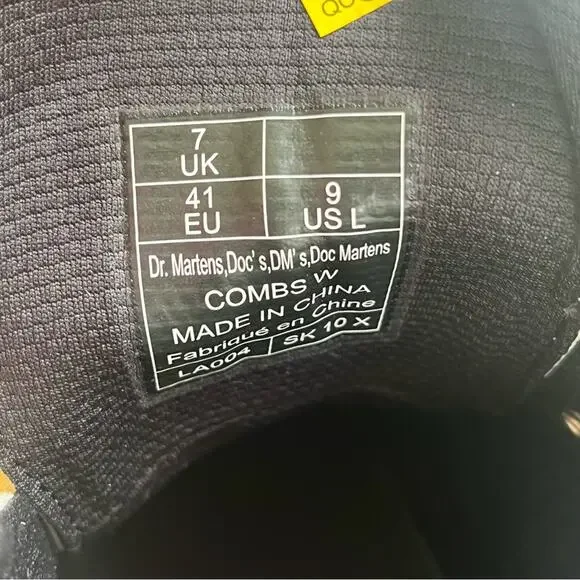 QU
7
UK
41
EU
9
US L
Dr. Martens,Doc's,DM's,Doc Martens
COMBS W
MADE IN CHINA
Fabriqué en Chine
LA004
SK 10 X